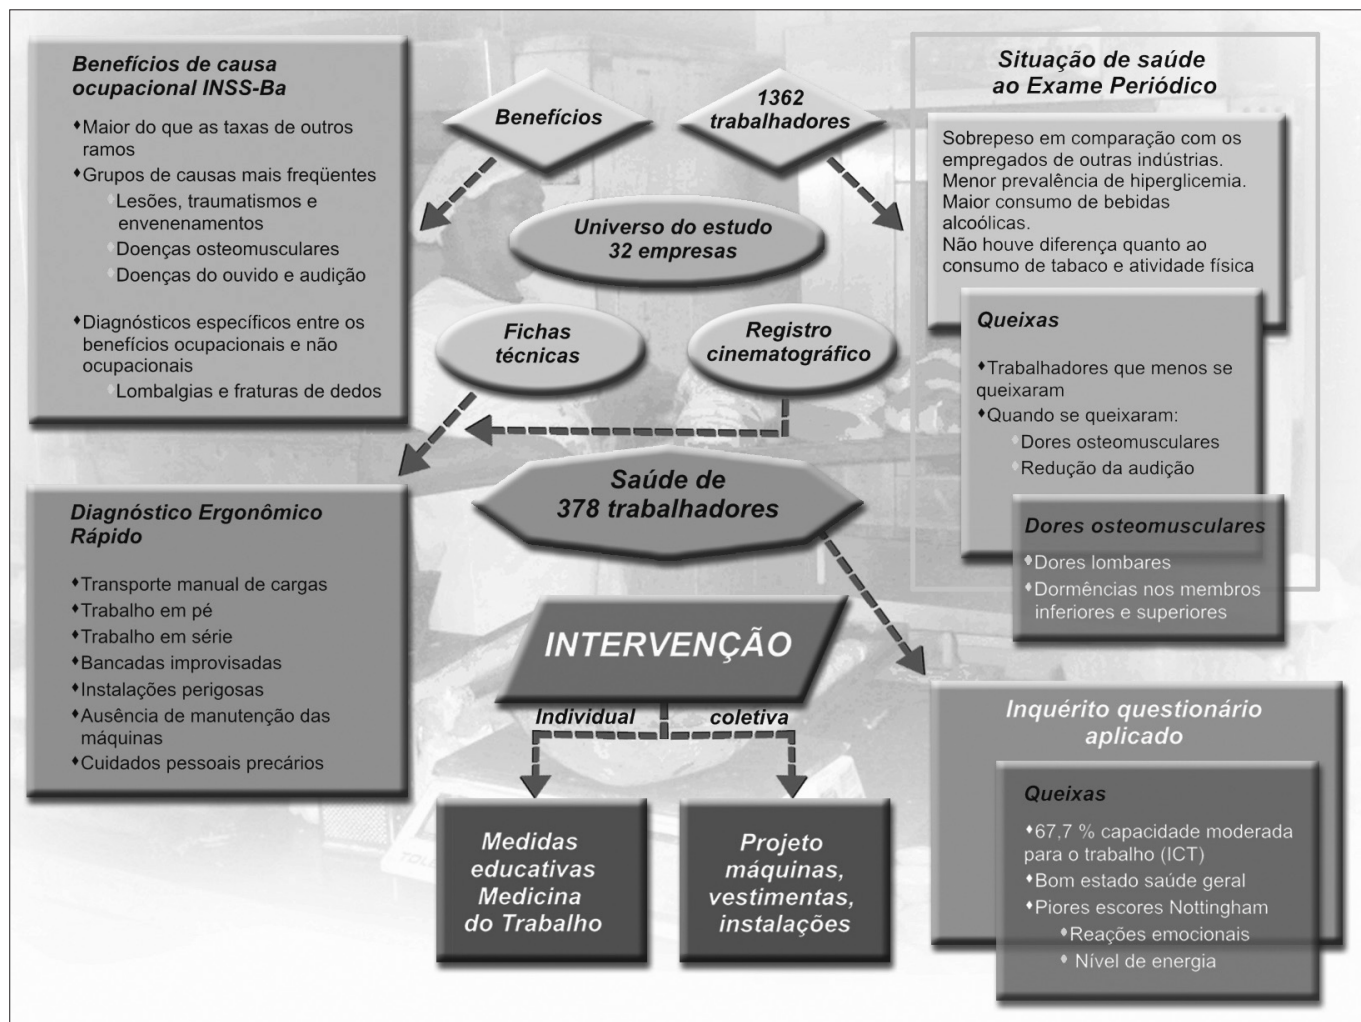 Benefícios de causa
ocupacional INSS-Ba
Maior do que as taxas de outros
ramos
Grupos de causas mais freqüentes
Lesões, traumatismos e
envenenamentos
Doenças osteomusculares
Doenças do ouvido e audição
Diagnósticos específicos entre os
benefícios ocupacionais e não
ocupacionais
Lombalgias e fraturas de dedos
Benefícios
1362
trabalhadores
Universo do estudo
32 empresas
Fichas
técnicas
Registro
cinematográfico
Situação de saúde
ao Exame Periódico
Sobrepeso em comparação com os
empregados de outras indústrias.
Menor prevalência de hiperglicemia.
Maior consumo de bebidas
alcoólicas.
Não houve diferença quanto ao
consumo de tabaco e atividade física
Queixas
Trabalhadores que menos se
queixaram
Quando se queixaram:
Dores osteomusculares
Redução da audição
Dores osteomusculares
Dores lombares
Dormências nos membros
inferiores e superiores
Saúde de
378 trabalhadores
Diagnóstico Ergonômico
Rápido
Transporte manual de cargas
Trabalho em pé
Trabalho em série
Bancadas improvisadas
Instalações perigosas
Ausência de manutenção das
máquinas
Cuidados pessoais precários
INTERVENÇÃO
Individual
coletiva
Medidas
educativas
Medicina
do Trabalho
Projeto
máquinas,
vestimentas,
instalações
Inquérito questionário
aplicado
Queixas
67,7 % capacidade moderada
para o trabalho (ICT)
Bom estado saúde geral
Piores escores Nottingham
Reações emocionais
Nível de energia